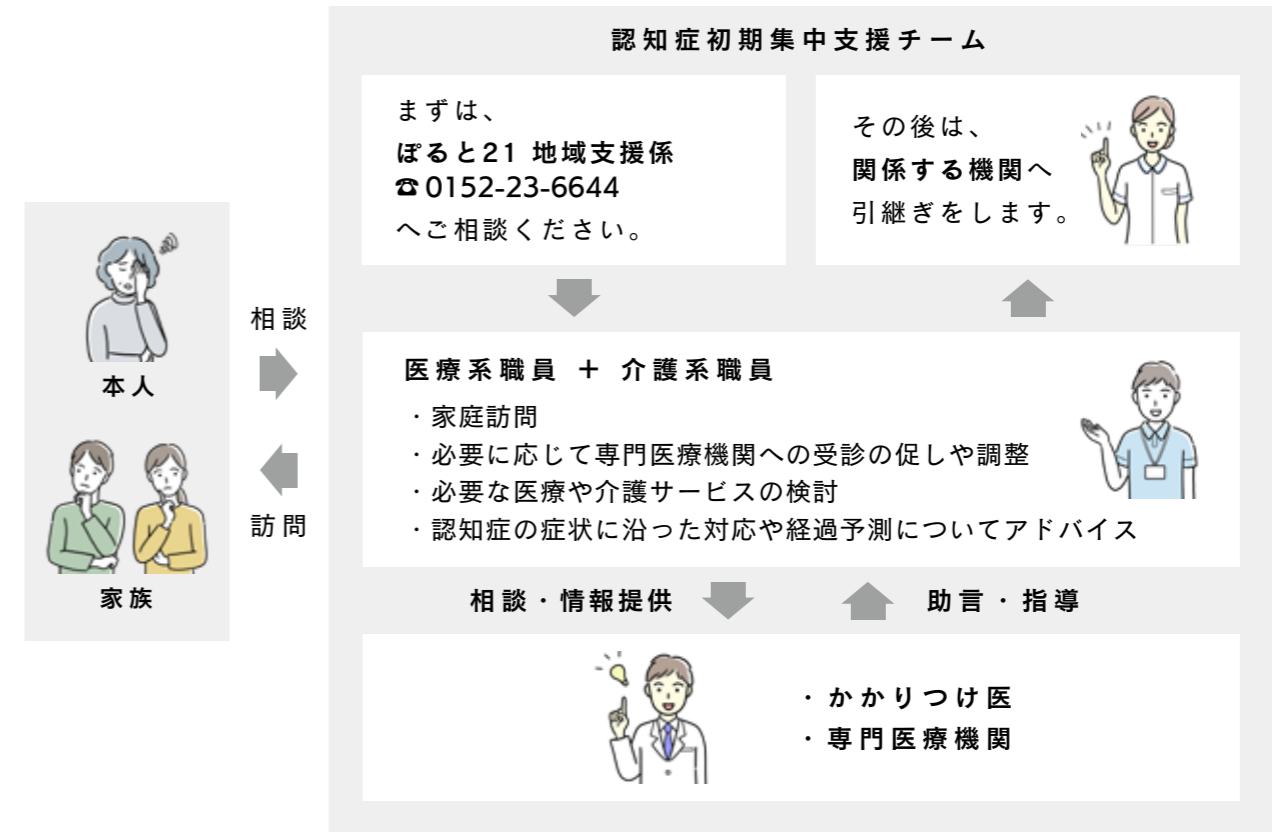 認知症初期集中支援チーム
まずは、
ぽると21 地域支援係
☎0152-23-6644
へご相談ください。
その後は、
関係する機関へ
引継ぎをします。
本人
家族
相談
訪問
医療系職員 + 介護系職員
・家庭訪問
・必要に応じて専門医療機関への受診の促しや調整
・必要な医療や介護サービスの検討
・認知症の症状に沿った対応や経過予測についてアドバイス
相談・情報提供
助言・指導
・かかりつけ医
・専門医療機関